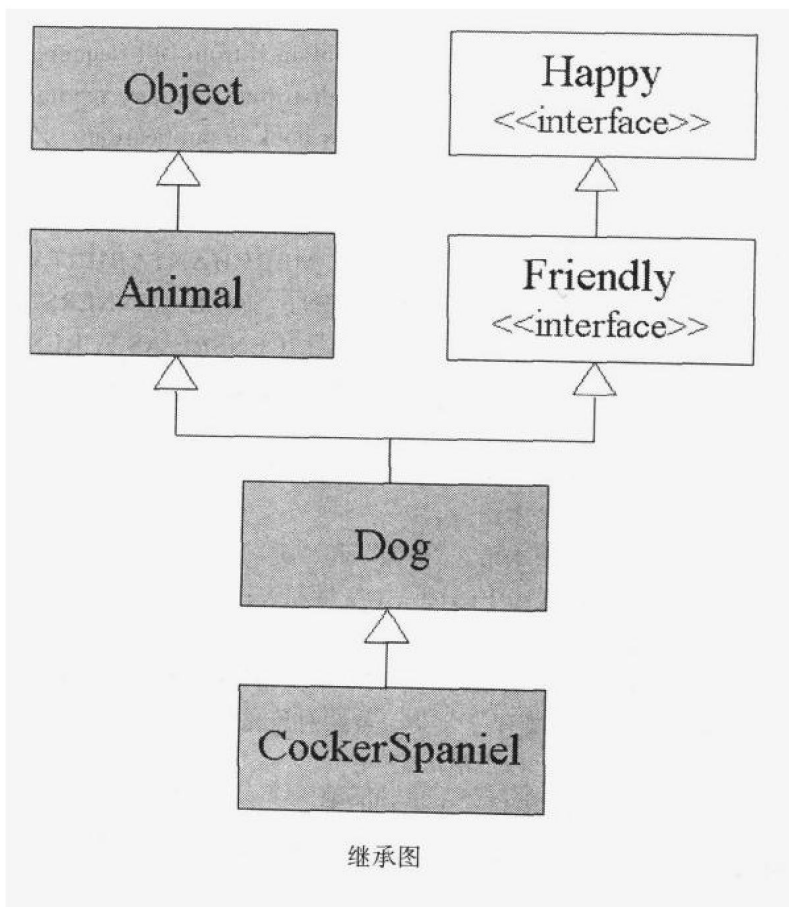 Object
Happy
<<interface>>
Animal
Friendly
<<interface>>
Dog
CockerSpaniel
继承图